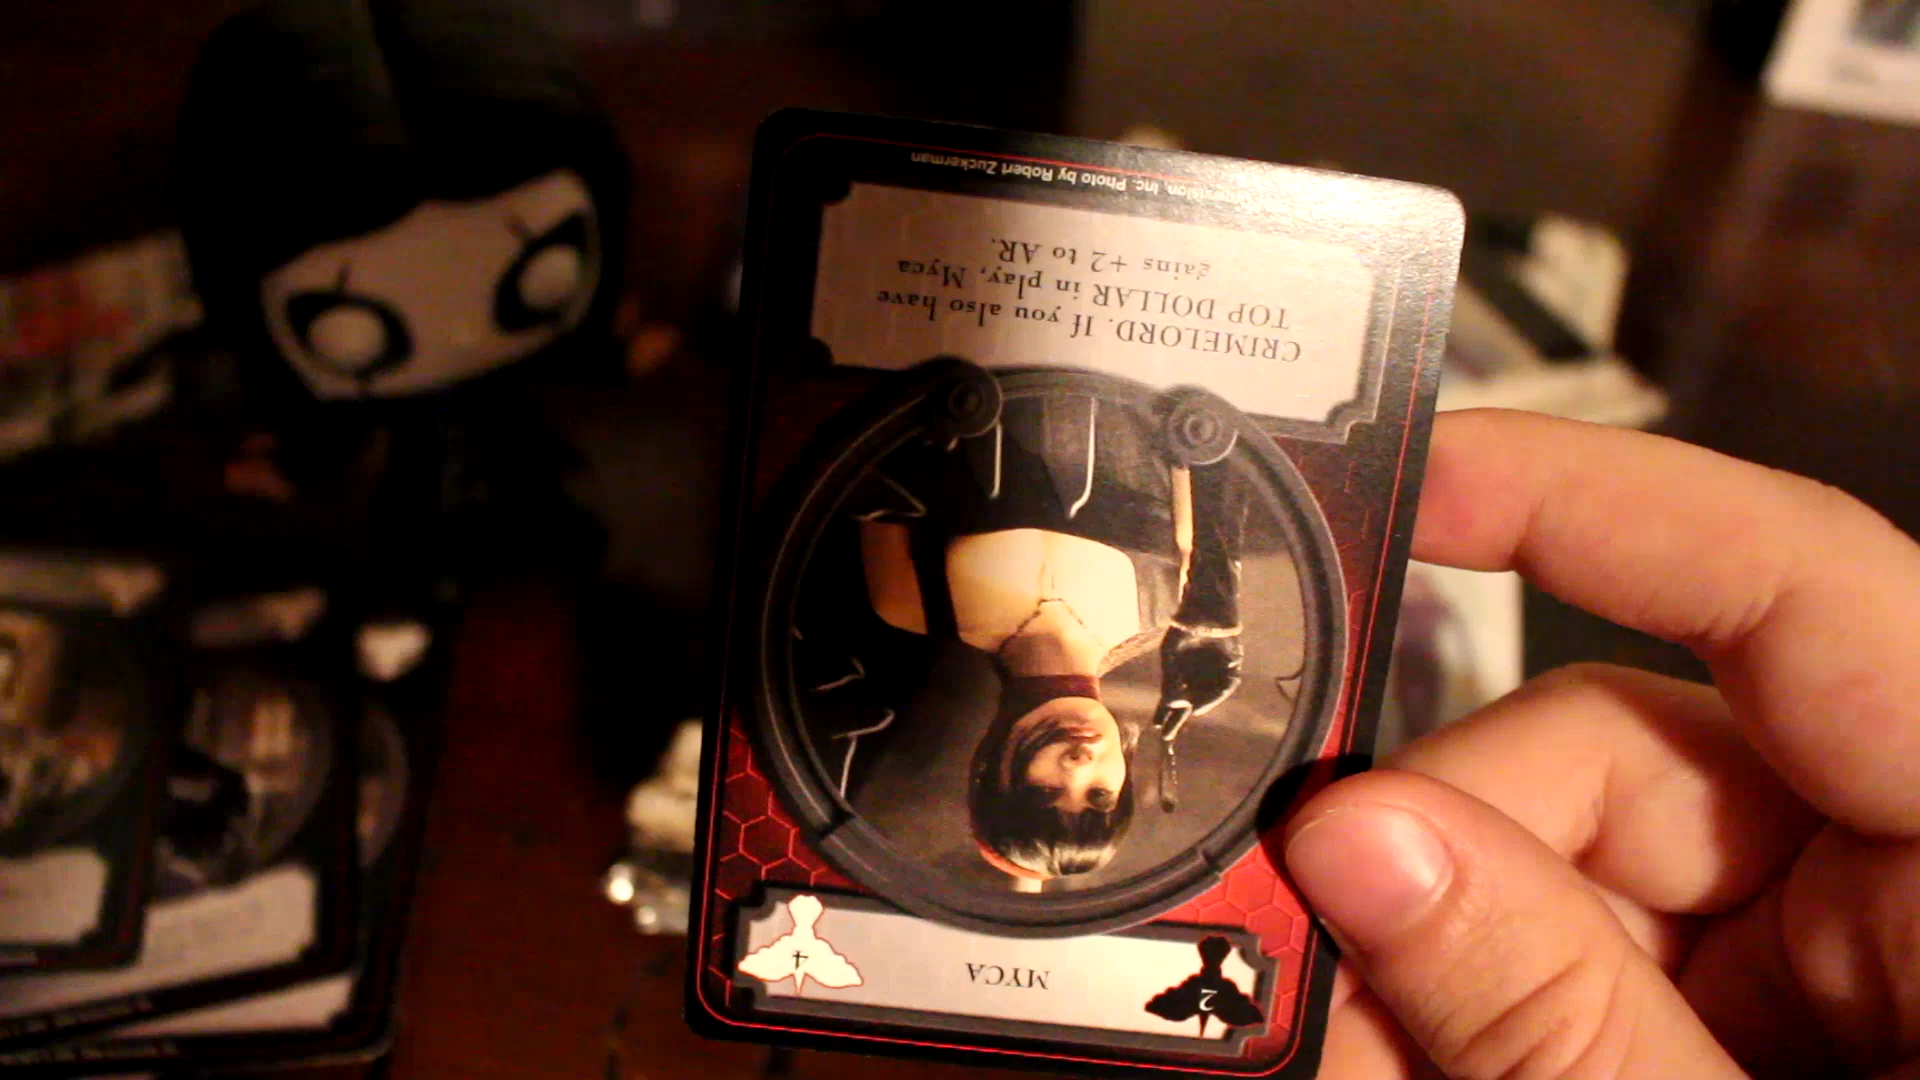 2 MYCA 4
CRIMELORD. If you also have
TOP DOLLAR in play, Myca
gains +2 to AR.
Inc. Photo by Robert Zuckerman